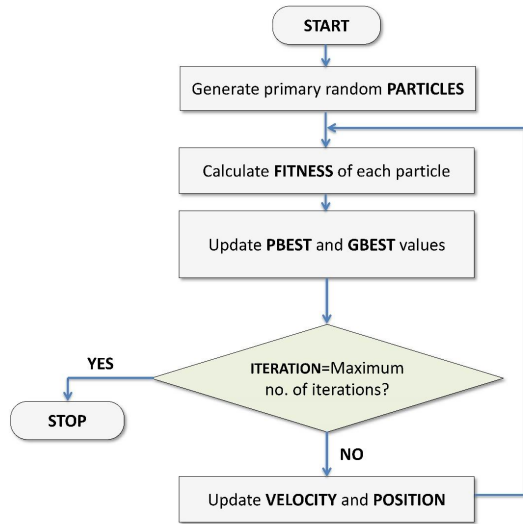 START
Generate primary random PARTICLES
Calculate FITNESS of each particle
Update PBEST and GBEST values
ITERATION=Maximum
no. of iterations?
YES
STOP
NO
Update VELOCITY and POSITION